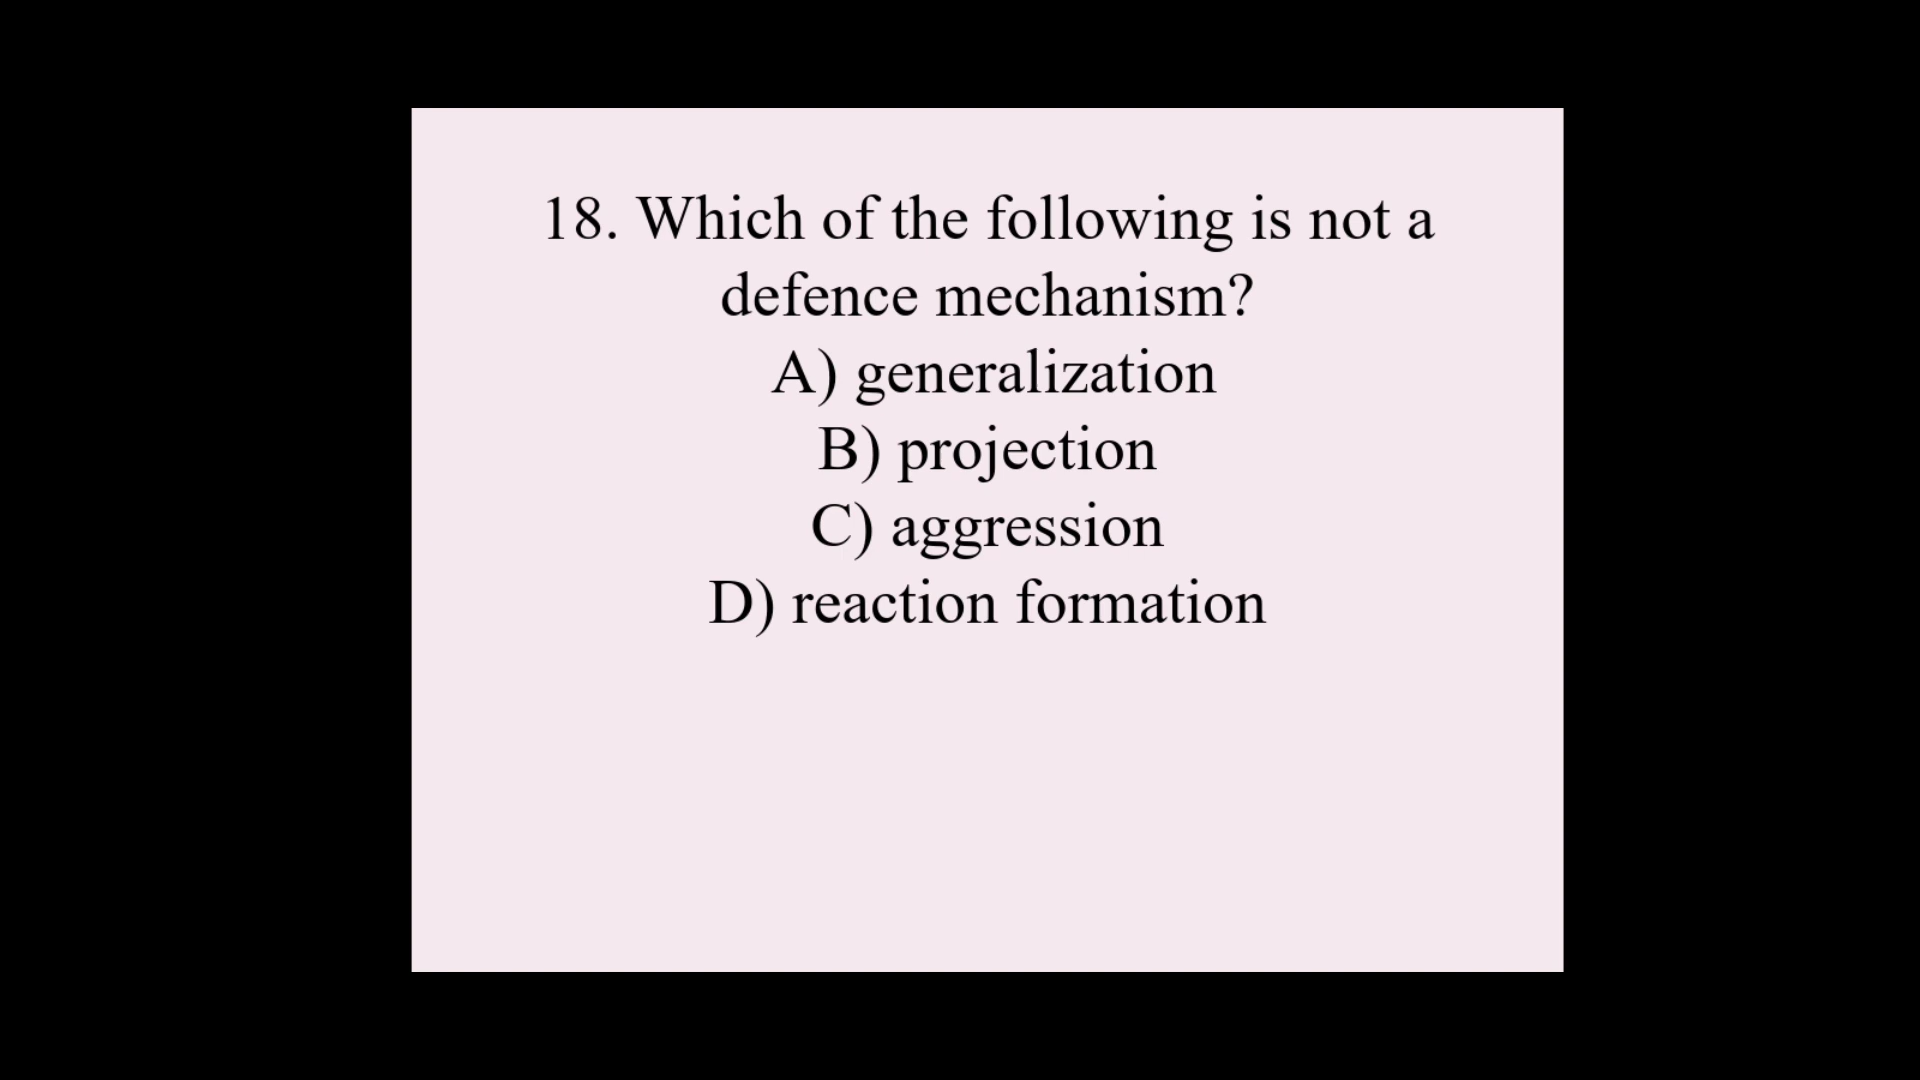 18. Which of the following is not a
defence mechanism?
A) generalization
B) projection
C) aggression
D) reaction formation